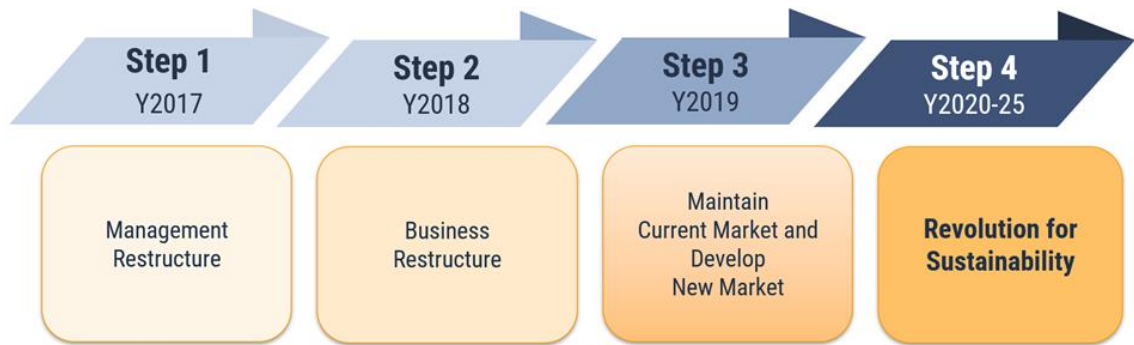 Step 1
Y2017
Step 2
Y2018
Step 3
Y2019
Step 4
Y2020-25
Management
Restructure
Business
Restructure
Maintain
Current Market and
Develop
New Market
Revolution for
Sustainability